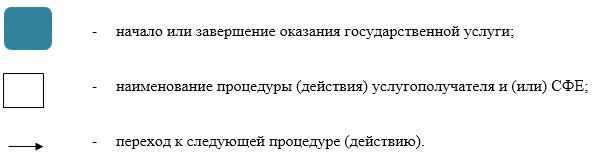 - начало или завершение оказания государственной услуги;
- наименование процедуры (действия) услугополучателя и (или) СФЕ;
- переход к следующей процедуре (действию).